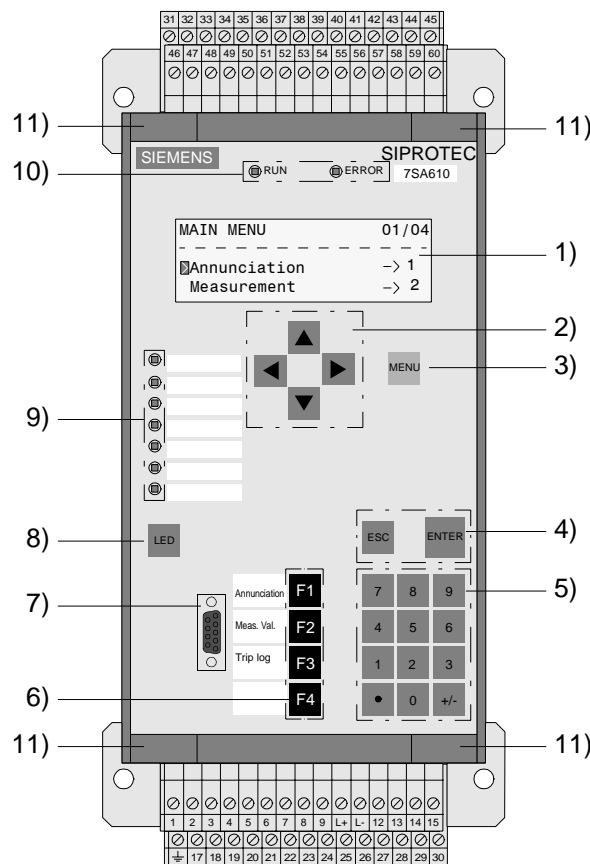 31 32 33 34 35 36 37 38 39 40 41 42 43 44 45
46 47 48 49 50 51 52 53 54 55 56 57 58 59 60
11) 11)
SIEMENS SIPROTEC
10) RUN ERROR 7SA610
MAIN MENU 01/04
Annunciation -> 1 1)
Measurement -> 2
2)
MENU 3)
9)
8) LED ESC ENTER 4)
7) Annunciation F1 7 8 9 5)
Meas. Val. F2 4 5 6
Trip log F3 1 2 3
6) F4 • 0 +/-
11) 11)
1 2 3 4 5 6 7 8 9 L+ L- 12 13 14 15
17 18 19 20 21 22 23 24 25 26 27 28 29 30